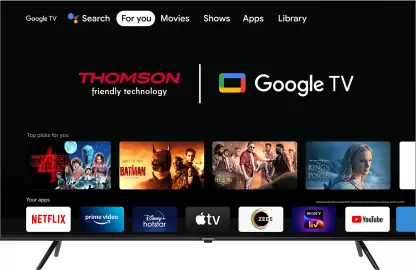 Google TV
Search
For you
Movies
Shows
Apps
Library
THOMSON
friendly technology
Google TV
Top picks for you
THE
BATMAN
Your apps
NETFLIX
prime video
Disney+
hotstar
tv
ZEE5
SONY
LIV
YouTube